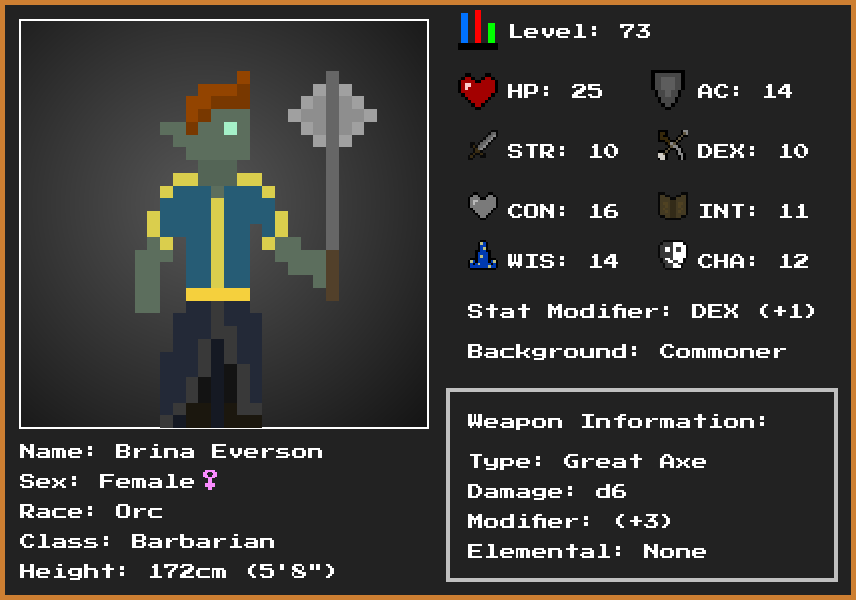 Level: 73
HP: 25 AC: 14
STR: 10 DEX: 10
CON: 16 INT: 11
WIS: 14 CHA: 12
Stat Modifier: DEX (+1)
Background: Commoner
Weapon Information:
Type: Great Axe
Damage: d6
Modifier: (+3)
Elemental: None
Name: Brina Everson
Sex: Female ♀
Race: Orc
Class: Barbarian
Height: 172cm (5'8")